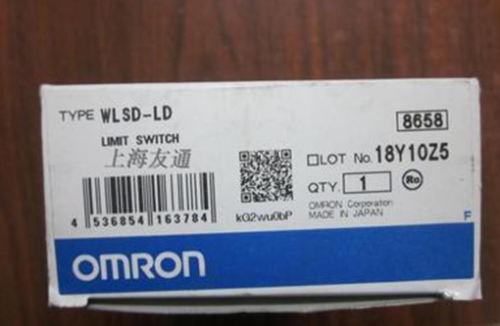 TYPE WLSD-LD
8658
LIMIT SWITCH
上海友通
LOT No. 18Y10Z5
QTY. 1
4 536854 163784
kO2wu0bP
OMRON Corporation
MADE IN JAPAN
F
OMRON